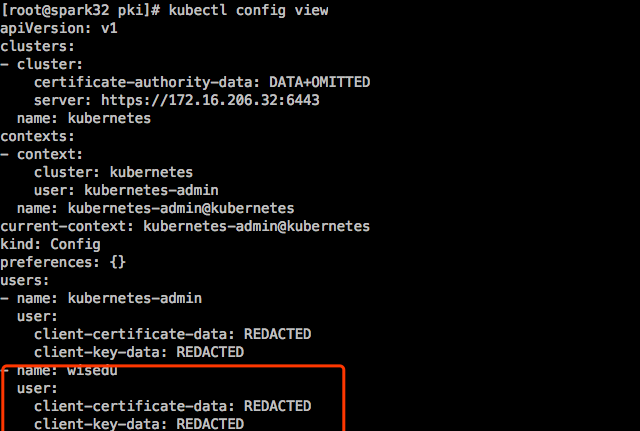 [root@spark32 pki]# kubectl config view
apiVersion: v1
clusters:
- cluster:
    certificate-authority-data: DATA+OMITTED
    server: https://172.16.206.32:6443
  name: kubernetes
contexts:
- context:
    cluster: kubernetes
    user: kubernetes-admin
  name: kubernetes-admin@kubernetes
current-context: kubernetes-admin@kubernetes
kind: Config
preferences: {}
users:
- name: kubernetes-admin
  user:
    client-certificate-data: REDACTED
    client-key-data: REDACTED
- name: wisedu
  user:
    client-certificate-data: REDACTED
    client-key-data: REDACTED